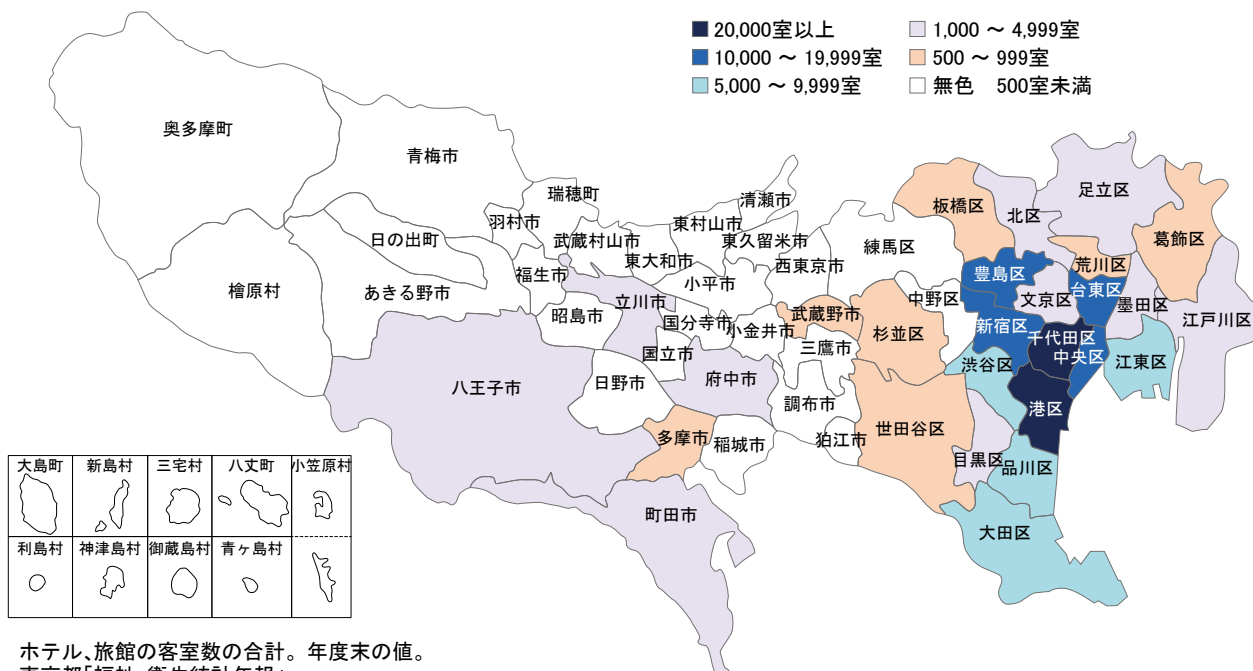 20,000室以上
10,000 ～ 19,999室
5,000 ～ 9,999室
1,000 ～ 4,999室
500 ～ 999室
無色 500室未満
奥多摩町
青梅市
瑞穂町
清瀬市
羽村市
東村山市
日の出町
武蔵村山市
東久留米市
東大和市
西東京市
練馬区
板橋区
北区
足立区
葛飾区
檜原村
あきる野市
福生市
小平市
豊島区
荒川区
立川市
昭島市
中野区
文京区
台東区
墨田区
江戸川区
国分寺市
小金井市
武蔵野市
杉並区
新宿区
千代田区
中央区
国立市
三鷹市
渋谷区
江東区
八王子市
日野市
府中市
調布市
港区
多摩市
稲城市
狛江市
世田谷区
目黒区
品川区
町田市
大田区
大島町
新島村
三宅村
八丈町
小笠原村
利島村
神津島村
御蔵島村
青ヶ島村
ホテル、旅館の客室数の合計。年度末の値。